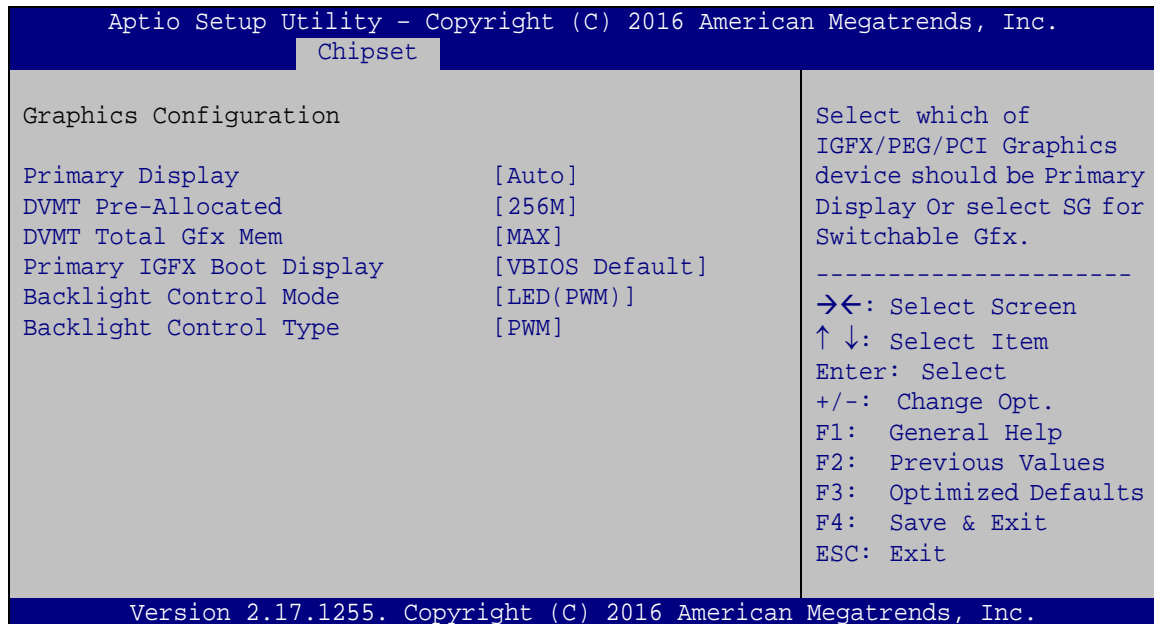 Aptio Setup Utility – Copyright (C) 2016 American Megatrends, Inc.
Chipset
Graphics Configuration
Primary Display [Auto]
DVMT Pre-Allocated [256M]
DVMT Total Gfx Mem [MAX]
Primary IGFX Boot Display [VBIOS Default]
Backlight Control Mode [LED(PWM)]
Backlight Control Type [PWM]
Select which of
IGFX/PEG/PCI Graphics
device should be Primary
Display Or select SG for
Switchable Gfx.
----------------------
→←: Select Screen
↑ ↓: Select Item
Enter: Select
+/-: Change Opt.
F1: General Help
F2: Previous Values
F3: Optimized Defaults
F4: Save & Exit
ESC: Exit
Version 2.17.1255. Copyright (C) 2016 American Megatrends, Inc.